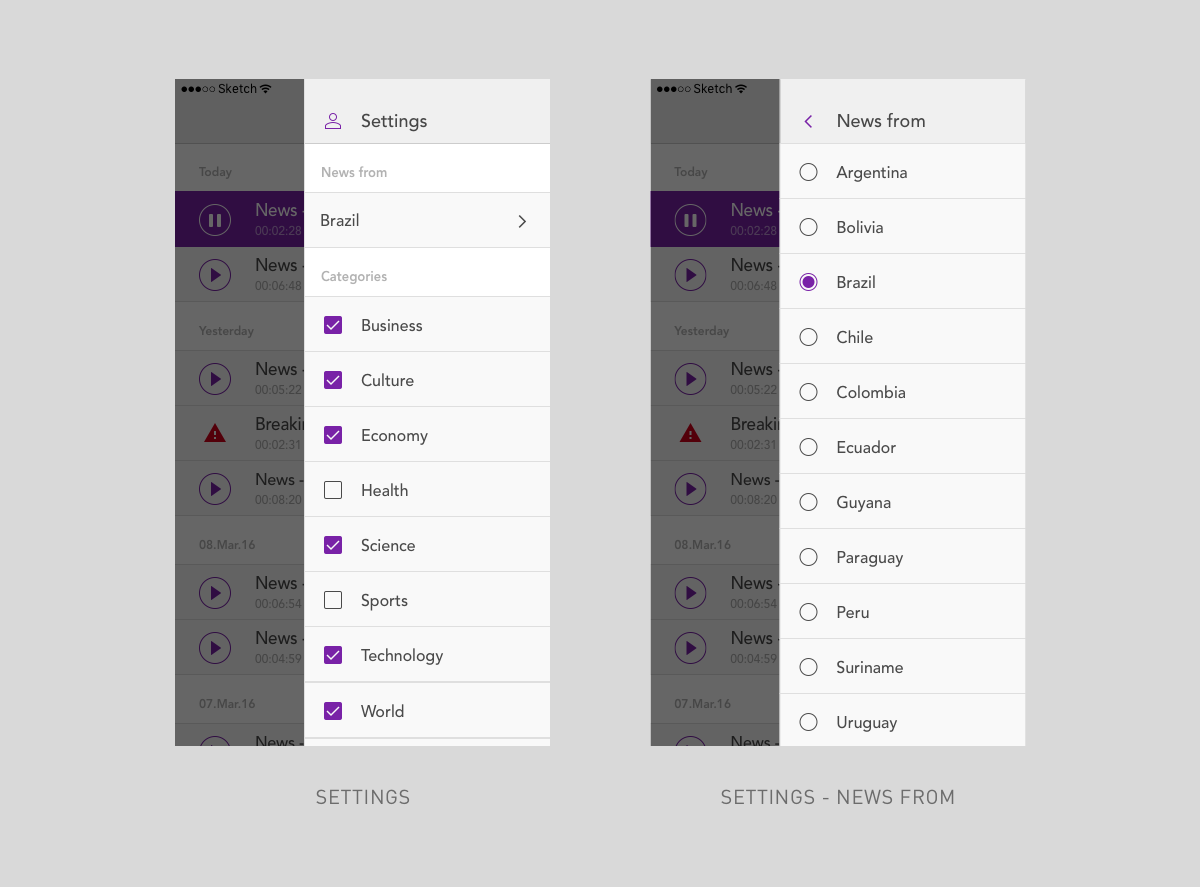 ●●●○○ Sketch
Settings
Today
News from
News -
00:02:28
Brazil
News -
00:06:48
Categories
Yesterday
Business
News -
00:05:22
Culture
Breakin
00:02:31
Economy
News -
00:08:20
Health
08.Mar.16
Science
News -
00:06:54
Sports
News -
00:04:59
Technology
07.Mar.16
World
News -
SETTINGS
●●●○○ Sketch
News from
Today
Argentina
News -
00:02:28
Bolivia
News -
00:06:48
Brazil
Yesterday
Chile
News -
00:05:22
Colombia
Breakin
00:02:31
Ecuador
News -
00:08:20
Guyana
08.Mar.16
Paraguay
News -
00:06:54
Peru
News -
00:04:59
Suriname
07.Mar.16
Uruguay
News -
SETTINGS - NEWS FROM